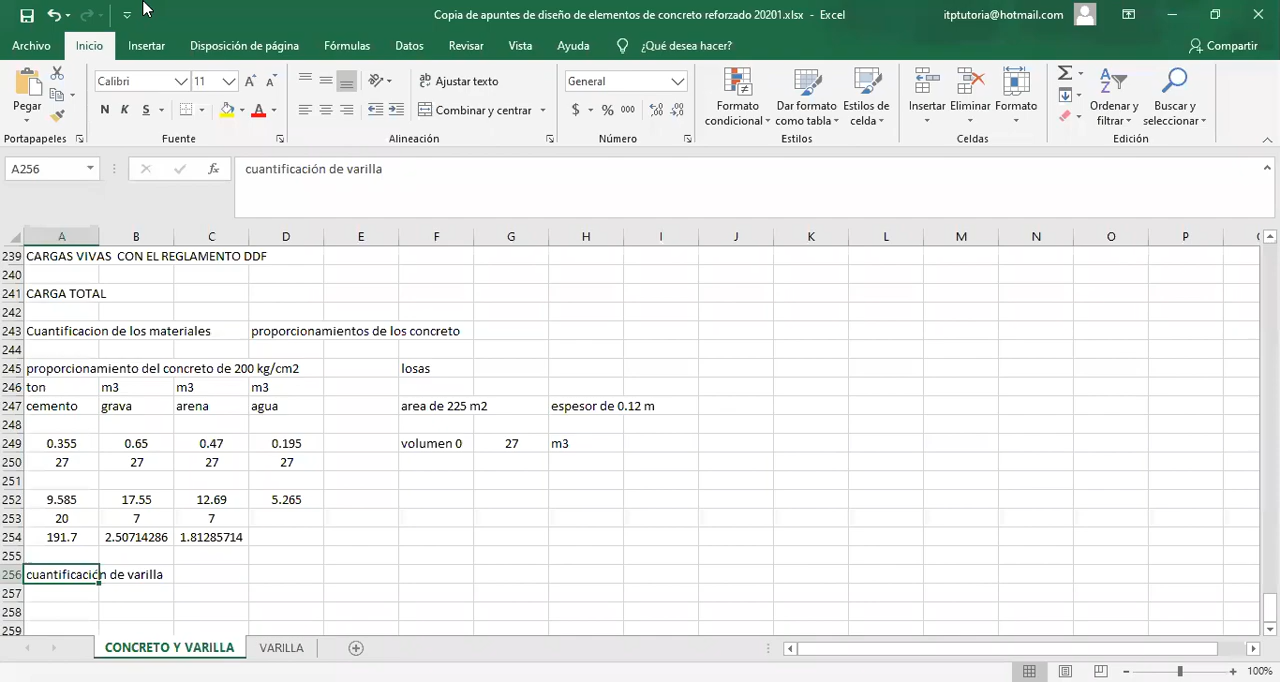 Copia de apuntes de diseño de elementos de concreto reforzado 20201.xlsx - Excel
itptutoria@hotmail.com
Archivo Inicio Insertar Disposición de página Fórmulas Datos Revisar Vista Ayuda ¿Qué desea hacer? Compartir
Pegar
Calibri 11
N K S
Ajustar texto
Combinar y centrar
General
$ % 000
Formato condicional
Dar formato como tabla
Estilos de celda
Insertar Eliminar Formato
Ordenar y filtrar
Buscar y seleccionar
Portapapeles Fuente Alineación Número Estilos Celdas Edición
A256 fx cuantificación de varilla
A B C D E F G H I J K L M N O P
239 CARGAS VIVAS CON EL REGLAMENTO DDF
240
241 CARGA TOTAL
242
243 Cuantificacion de los materiales proporcionamientos de los concreto
244
245 proporcionamiento del concreto de 200 kg/cm2 losas
246 ton m3 m3 m3
247 cemento grava arena agua area de 225 m2 espesor de 0.12 m
248
249 0.355 0.65 0.47 0.195 volumen 0 27 m3
250 27 27 27 27
251
252 9.585 17.55 12.69 5.265
253 20 7 7
254 191.7 2.50714286 1.81285714
255
256 cuantificación de varilla
257
258
259
CONCRETO Y VARILLA VARILLA
100%